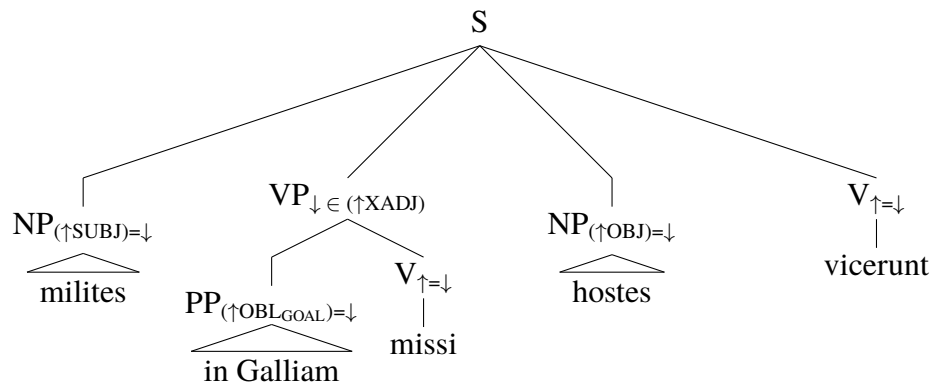 S
NP(↑SUBJ)=↓ VP↓ ∈ (↑XADJ) NP(↑OBJ)=↓ V↑=↓
milites PP(↑OBLGOAL)=↓ V↑=↓ hostes vicerunt
in Galliam missi